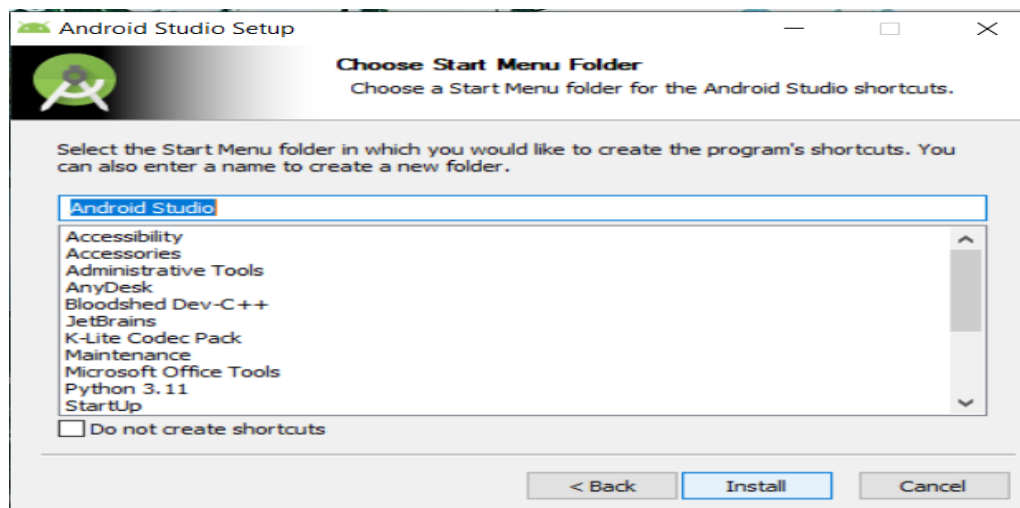 Android Studio Setup
Choose Start Menu Folder
Choose a Start Menu folder for the Android Studio shortcuts.
Select the Start Menu folder in which you would like to create the program's shortcuts. You
can also enter a name to create a new folder.
Android Studio
Accessibility
Accessories
Administrative Tools
AnyDesk
Bloodshed Dev-C++
JetBrains
K-Lite Codec Pack
Maintenance
Microsoft Office Tools
Python 3.11
StartUp
Do not create shortcuts
< Back Install Cancel